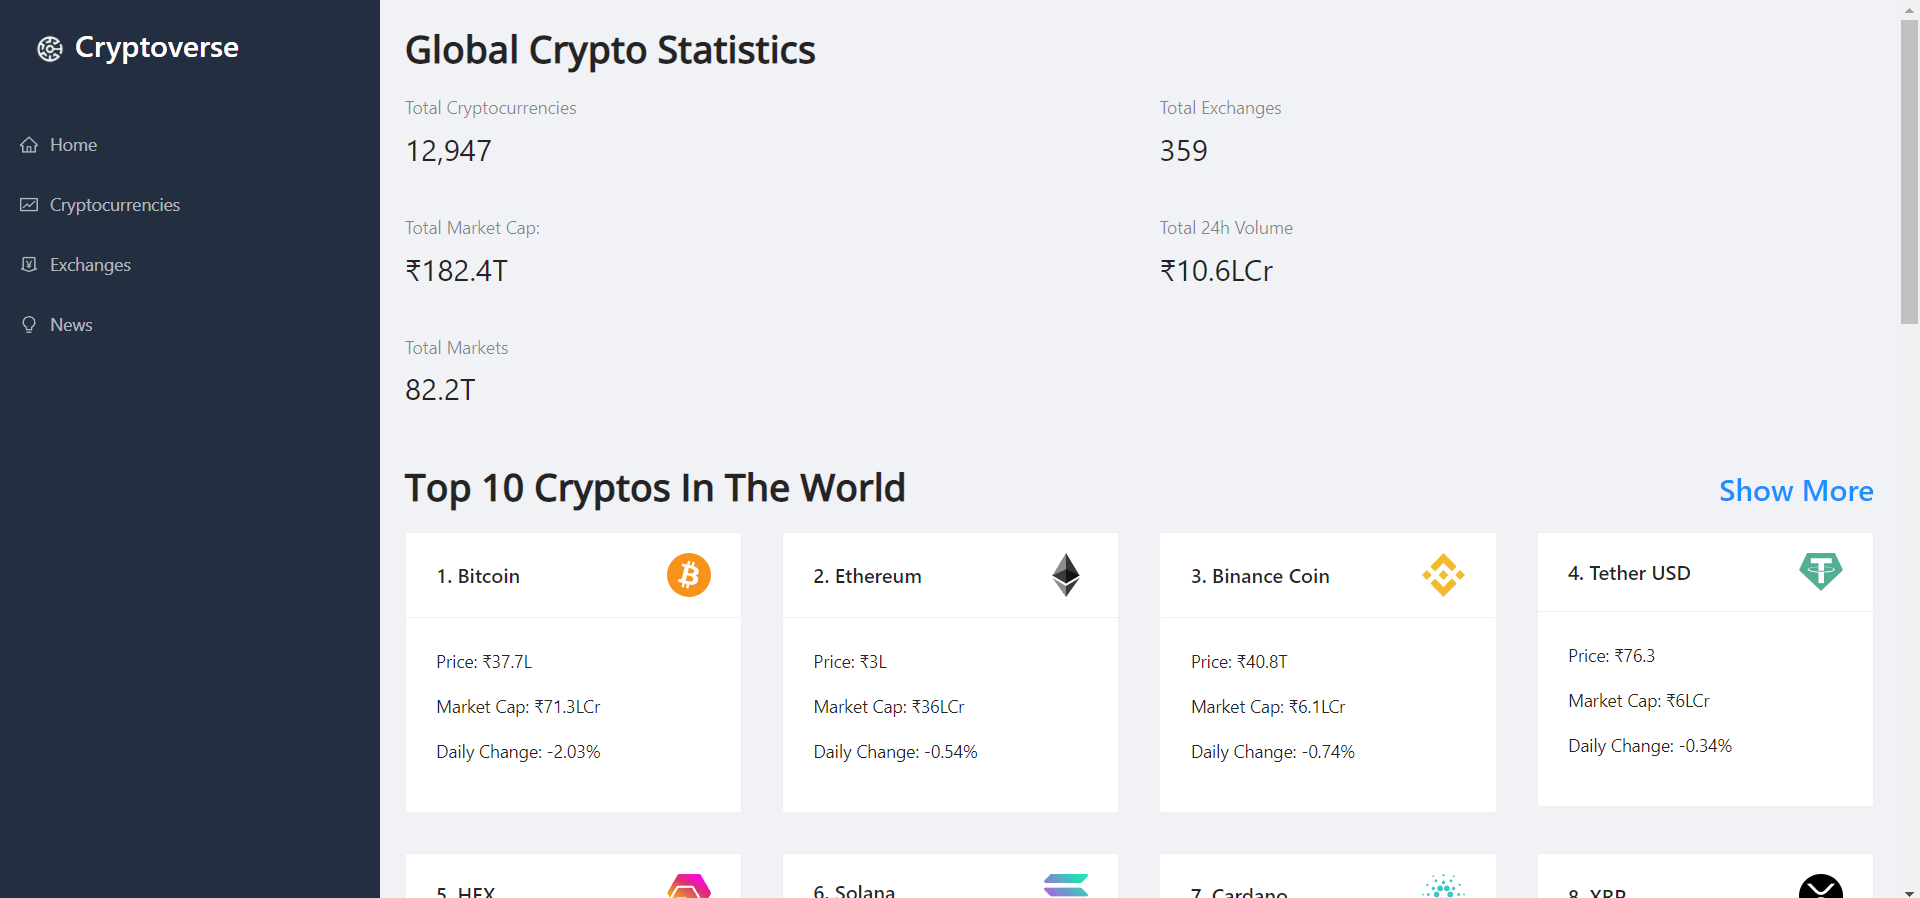 Cryptoverse
Home
Cryptocurrencies
Exchanges
News
Global Crypto Statistics
Total Cryptocurrencies
12,947
Total Exchanges
359
Total Market Cap:
₹182.4T
Total 24h Volume
₹10.6LCr
Total Markets
82.2T
Top 10 Cryptos In The World
Show More
1. Bitcoin
Price: ₹37.7L
Market Cap: ₹71.3LCr
Daily Change: -2.03%
2. Ethereum
Price: ₹3L
Market Cap: ₹36LCr
Daily Change: -0.54%
3. Binance Coin
Price: ₹40.8T
Market Cap: ₹6.1LCr
Daily Change: -0.74%
4. Tether USD
Price: ₹76.3
Market Cap: ₹6LCr
Daily Change: -0.34%
5. HEX
6. Solana
7. Cardano
8. XRP